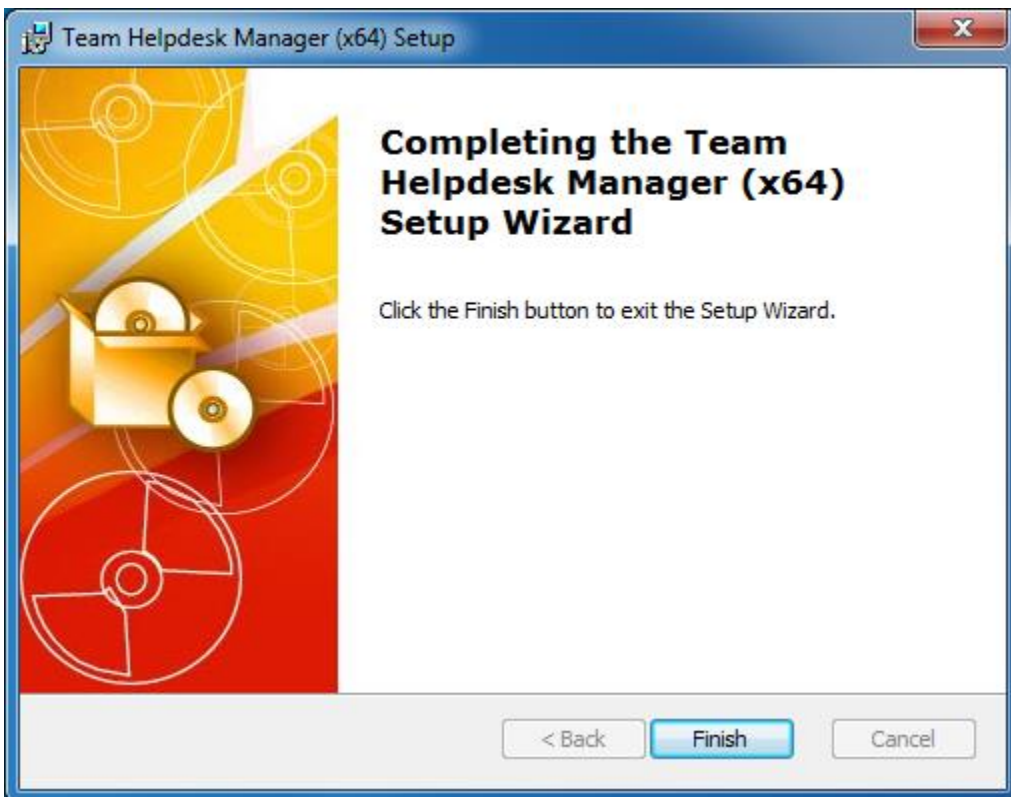 Team Helpdesk Manager (x64) Setup
Completing the Team
Helpdesk Manager (x64)
Setup Wizard
Click the Finish button to exit the Setup Wizard.
< Back Finish Cancel